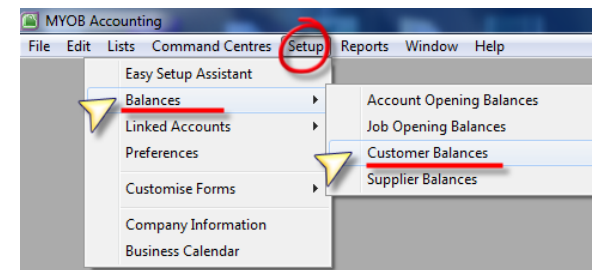 MYOB Accounting
File Edit Lists Command Centres Setup Reports Window Help
Easy Setup Assistant
Balances
Linked Accounts
Preferences
Customise Forms
Company Information
Business Calendar
Account Opening Balances
Job Opening Balances
Customer Balances
Supplier Balances